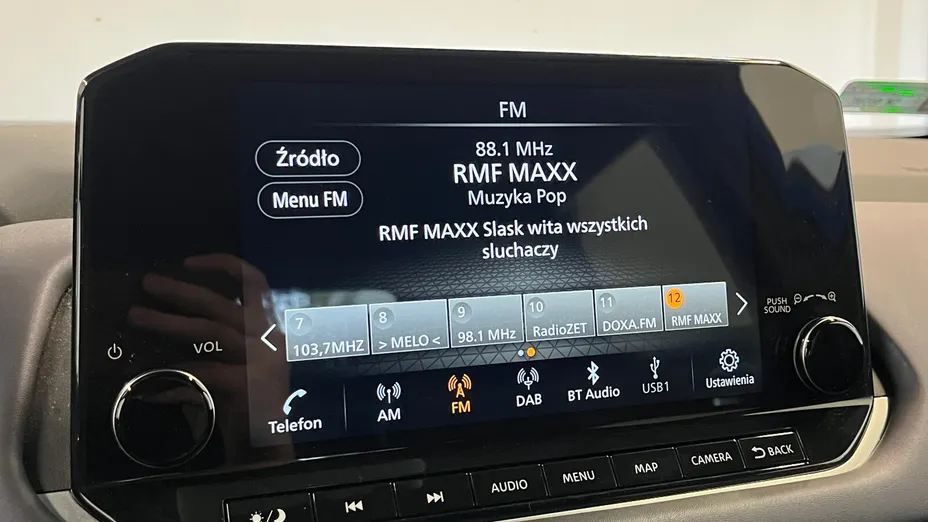 FM
Źródło
Menu FM
88.1 MHz
RMF MAXX
Muzyka Pop
RMF MAXX Slask wita wszystkich
sluchaczy
7
103,7MHZ
8
> MELO <
9
98.1 MHz
10
RadioZET
11
DOXA.FM
12
RMF MAXX
Telefon
AM
FM
DAB
BT Audio
USB1
Ustawienia
VOL
PUSH
SOUND
AUDIO
MENU
MAP
CAMERA
BACK